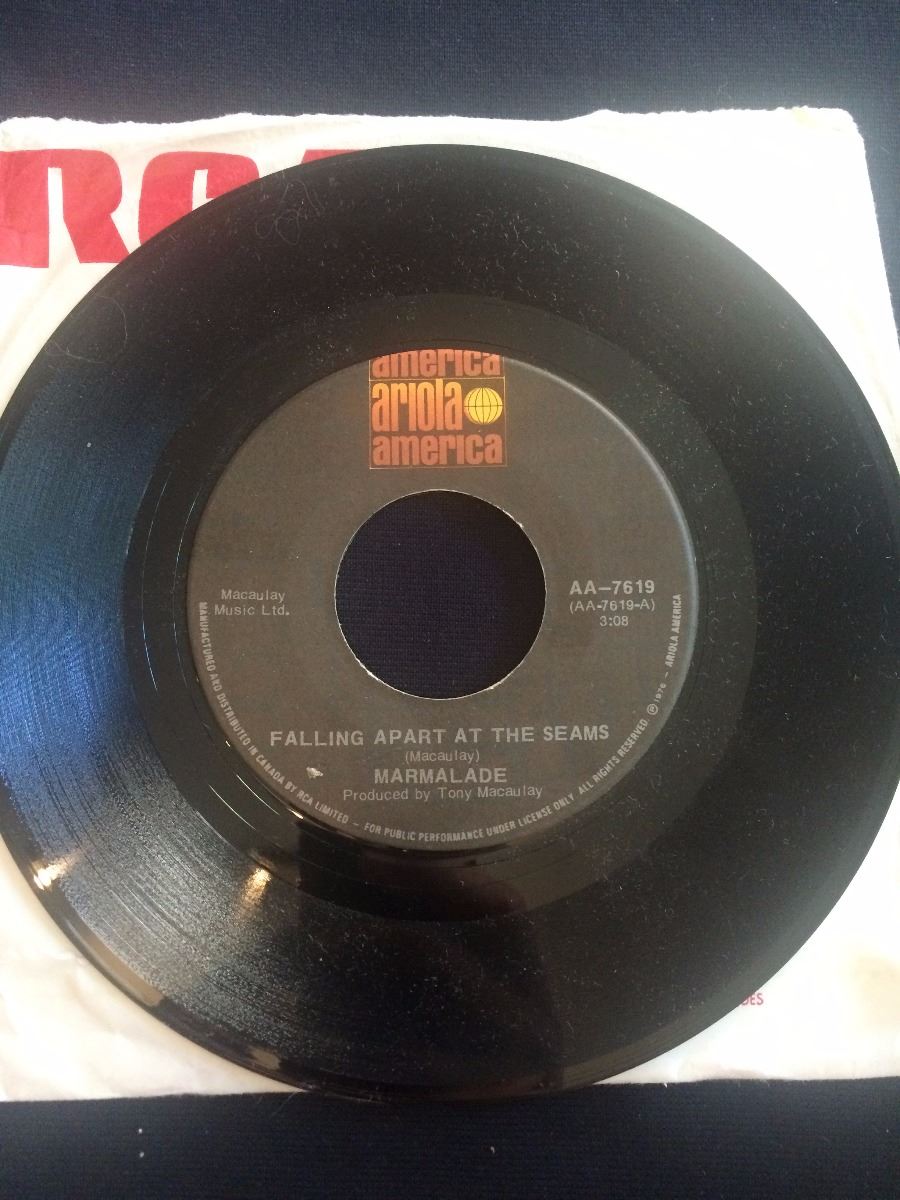 RCA
america
ariola
america
Macaulay
Music Ltd.
AA-7619
(AA-7619-A)
3:08
FALLING APART AT THE SEAMS
(Macaulay)
MARMALADE
Produced by Tony Macaulay
MANUFACTURED AND DISTRIBUTED IN CANADA BY RCA LIMITED – FOR PUBLIC PERFORMANCE UNDER LICENSE ONLY ALL RIGHTS RESERVED. ℗ 1976 – ARIOLA AMERICA